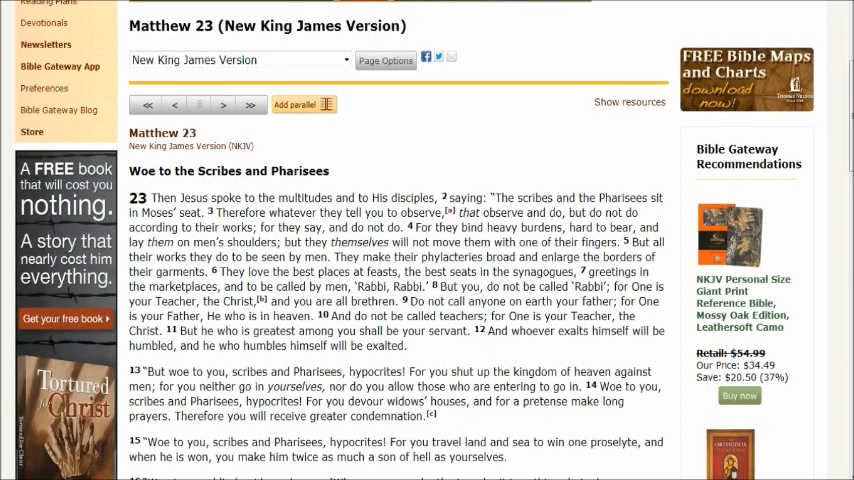 Reading Plans
Devotionals
Newsletters
Bible Gateway App
Preferences
Bible Gateway Blog
Store
A FREE book
that will cost you
nothing.
A story that
nearly cost him
everything.
Get your free book
Tortured
for Christ
Tortured for Christ
Matthew 23 (New King James Version)
New King James Version
Page Options
<< < > >> Add parallel
Show resources
Matthew 23
New King James Version (NKJV)
Woe to the Scribes and Pharisees
23 Then Jesus spoke to the multitudes and to His disciples, 2 saying: “The scribes and the Pharisees sit
in Moses’ seat. 3 Therefore whatever they tell you to observe,[a] that observe and do, but do not do
according to their works; for they say, and do not do. 4 For they bind heavy burdens, hard to bear, and
lay them on men’s shoulders; but they themselves will not move them with one of their fingers. 5 But all
their works they do to be seen by men. They make their phylacteries broad and enlarge the borders of
their garments. 6 They love the best places at feasts, the best seats in the synagogues, 7 greetings in
the marketplaces, and to be called by men, ‘Rabbi, Rabbi.’ 8 But you, do not be called ‘Rabbi’; for One is
your Teacher, the Christ,[b] and you are all brethren. 9 Do not call anyone on earth your father; for One
is your Father, He who is in heaven. 10 And do not be called teachers; for One is your Teacher, the
Christ. 11 But he who is greatest among you shall be your servant. 12 And whoever exalts himself will be
humbled, and he who humbles himself will be exalted.
13 “But woe to you, scribes and Pharisees, hypocrites! For you shut up the kingdom of heaven against
men; for you neither go in yourselves, nor do you allow those who are entering to go in. 14 Woe to you,
scribes and Pharisees, hypocrites! For you devour widows’ houses, and for a pretense make long
prayers. Therefore you will receive greater condemnation.[c]
15 “Woe to you, scribes and Pharisees, hypocrites! For you travel land and sea to win one proselyte, and
when he is won, you make him twice as much a son of hell as yourselves.
FREE Bible Maps
and Charts
download
now!
THOMAS NELSON
Bible Gateway
Recommendations
NKJV Personal Size
Giant Print
Reference Bible,
Mossy Oak Edition,
Leathersoft Camo
Retail: $54.99
Our Price: $34.49
Save: $20.50 (37%)
Buy now
ORTHODOX